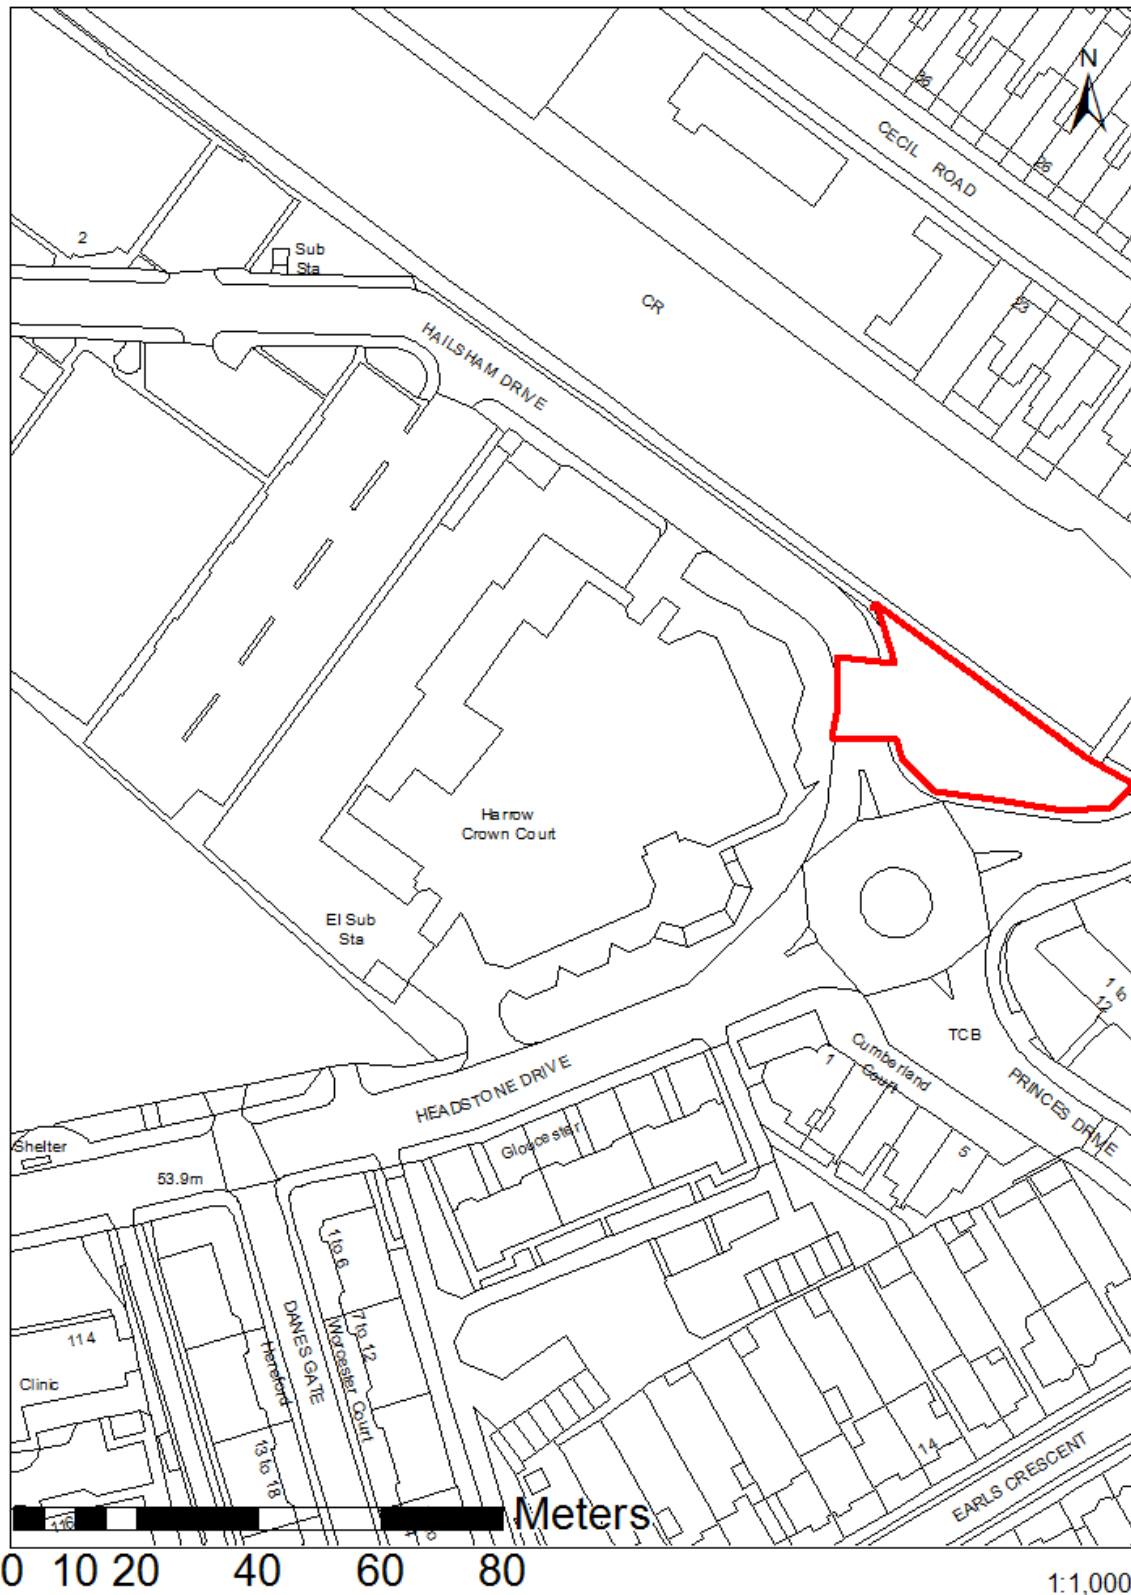 N
36
CECIL ROAD
26
2
Sub
Sta
CR
23
HAILSHAM DRIVE
Harrow
Crown Court
El Sub
Sta
1 to
12
TCB
Cumberland
Court
1
HEADSTONE DRIVE
PRINCES DRIVE
Gloucester
5
Shelter
53.9m
1 to 6
7 to 12
DANES GATE
Worcester Court
Hereford
114
Clinic
13 to 18
14
EARLS CRESCENT
116
Meters
0 10 20 40 60 80
1:1,000